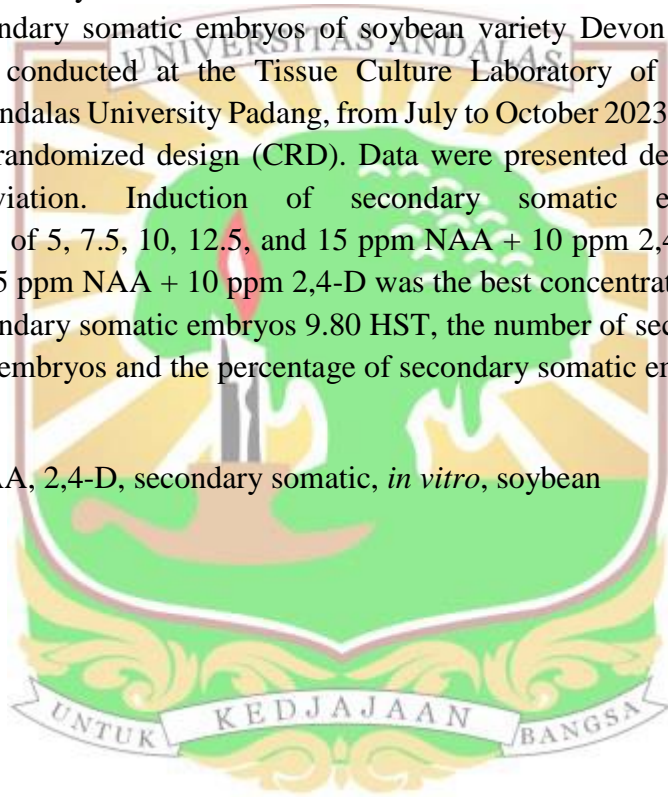 ndary somatic embryos of soybean variety Devon
UNIVERSITAS ANDALAS
conducted at the Tissue Culture Laboratory of
ndalas University Padang, from July to October 2023
randomized design (CRD). Data were presented de
viation. Induction of secondary somatic e
of 5, 7.5, 10, 12.5, and 15 ppm NAA + 10 ppm 2,4
5 ppm NAA + 10 ppm 2,4-D was the best concentrat
ndary somatic embryos 9.80 HST, the number of sec
embryos and the percentage of secondary somatic en
AA, 2,4-D, secondary somatic, in vitro, soybean
UNTUK KEDJAJAAN BANGSA